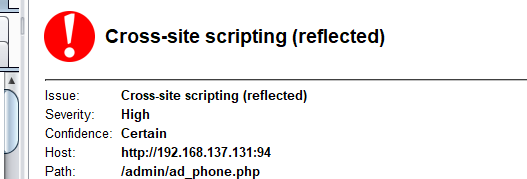 Cross-site scripting (reflected)
Issue: Cross-site scripting (reflected)
Severity: High
Confidence: Certain
Host: http://192.168.137.131:94
Path: /admin/ad_phone.php